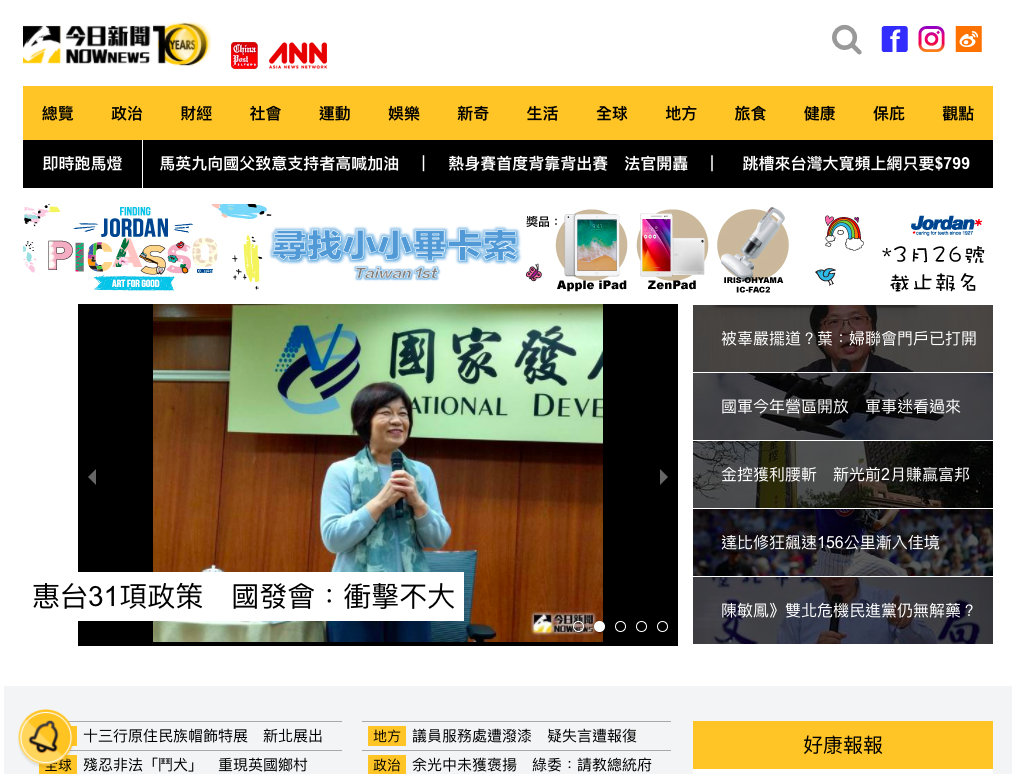 今日新聞
NOWNEWS
10 YEARS
China Post
ANN
ASIA NEWS NETWORK
總覽 政治 財經 社會 運動 娛樂 新奇 生活 全球 地方 旅食 健康 保庇 觀點
即時跑馬燈 馬英九向國父致意支持者高喊加油 | 熱身賽首度背靠背出賽 法官開轟 | 跳槽來台灣大寬頻上網只要$799
FINDING
JORDAN
PICASSO
CONTEST
ART FOR GOOD
尋找小小畢卡索
Taiwan 1st
獎品：
Apple iPad
ZenPad
IRIS-OHYAMA
IC-FAC2
Jordan*
caring for teeth since 1927
*3月26號
截止報名
國家發
NATIONAL DEVE
惠台31項政策 國發會：衝擊不大
今日新聞
NOWNEWS
被辜嚴擺道？葉：婦聯會門戶已打開
國軍今年營區開放 軍事迷看過來
金控獲利腰斬 新光前2月賺贏富邦
達比修狂飆速156公里漸入佳境
陳敏鳳》雙北危機民進黨仍無解藥？
十三行原住民族帽飾特展 新北展出
全球 殘忍非法「鬥犬」 重現英國鄉村
地方 議員服務處遭潑漆 疑失言遭報復
政治 余光中未獲褒揚 綠委：請教總統府
好康報報